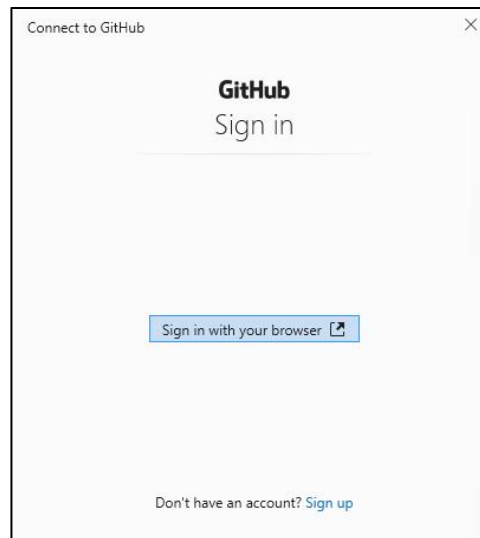 Connect to GitHub
GitHub
Sign in
Sign in with your browser
Don't have an account? Sign up